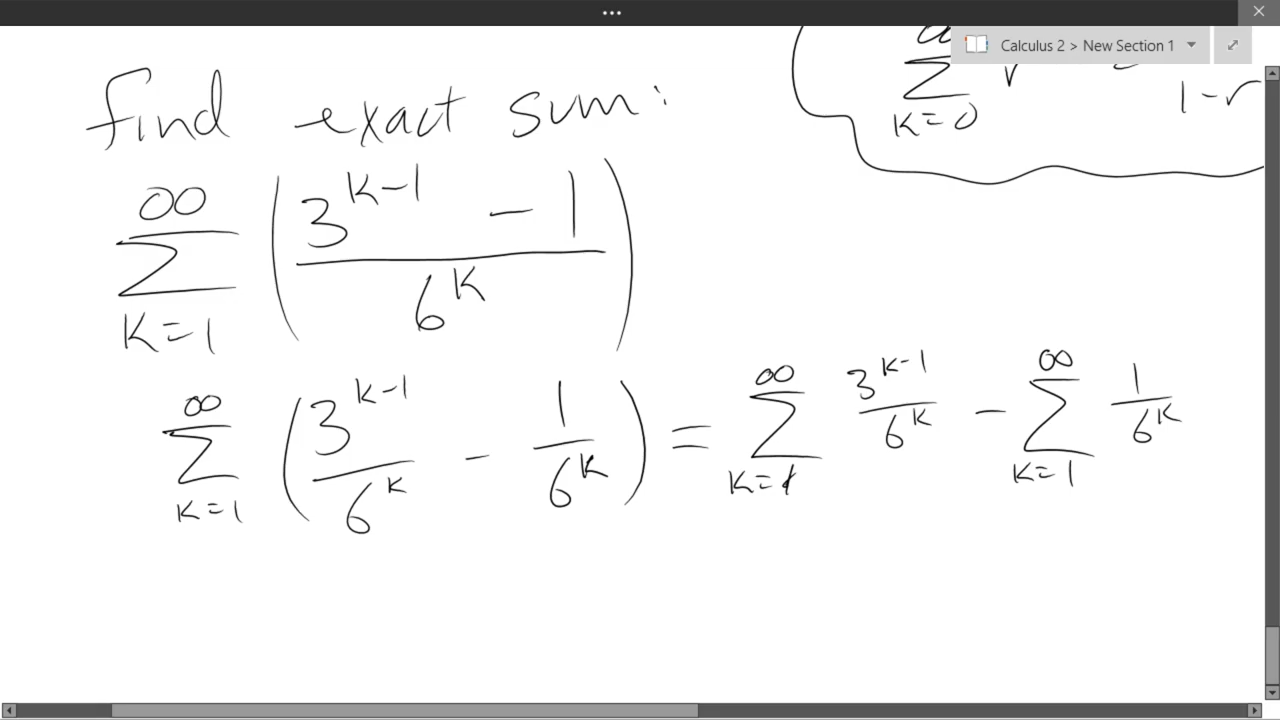 ...
Calculus 2 > New Section 1
find exact sum:
∑_{K=0} r 1-r
∑_{K=1}^{∞} ( (3^{K-1} - 1) / 6^K )
∑_{K=1}^{∞} ( 3^{K-1} / 6^K - 1 / 6^K ) = ∑_{K=1}^{∞} 3^{K-1} / 6^K - ∑_{K=1}^{∞} 1 / 6^K